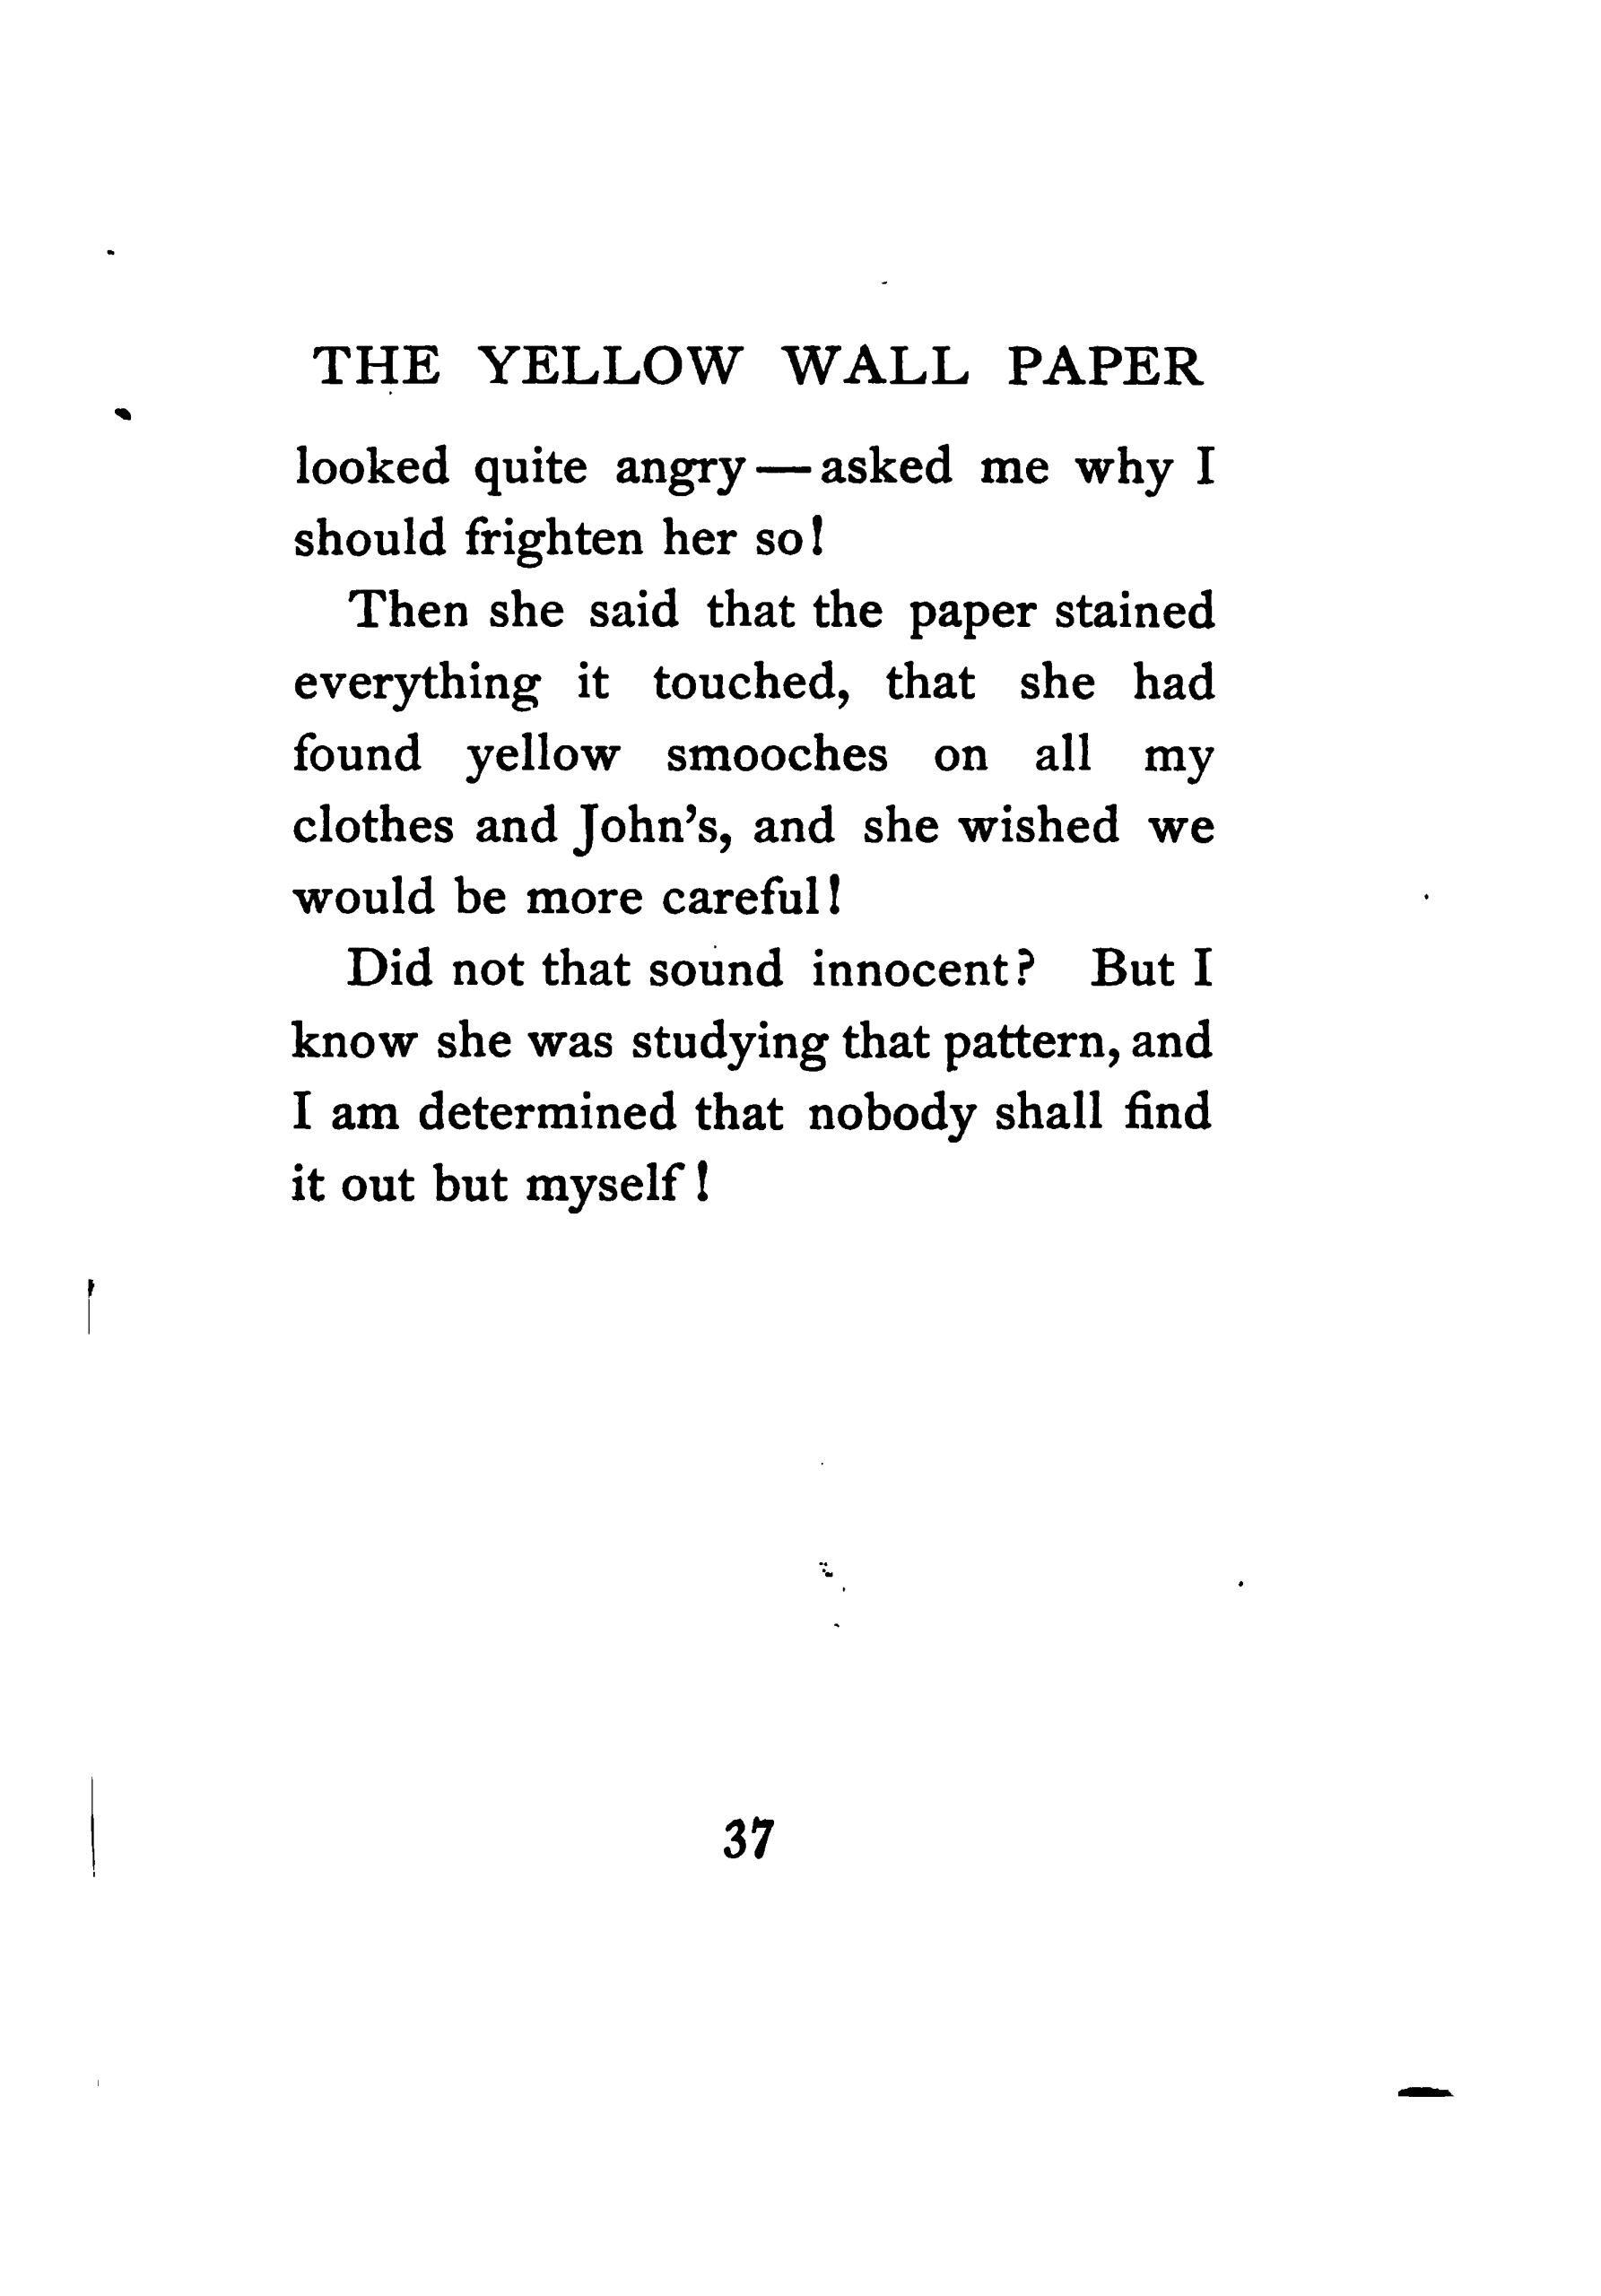 THE YELLOW WALL PAPER
looked quite angry—asked me why I
should frighten her so!
Then she said that the paper stained
everything it touched, that she had
found yellow smooches on all my
clothes and John's, and she wished we
would be more careful!
Did not that sound innocent? But I
know she was studying that pattern, and
I am determined that nobody shall find
it out but myself!
37